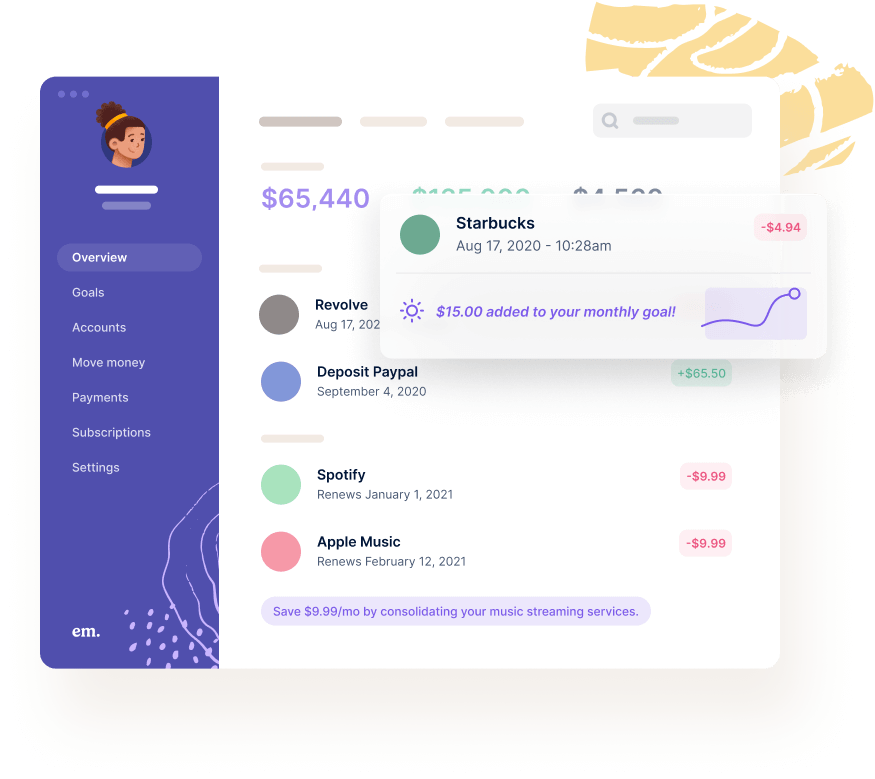 $65,440
Starbucks
-$4.94
Aug 17, 2020 - 10:28am
Overview
Goals
Revolve
$15.00 added to your monthly goal!
Aug 17, 202
Accounts
Move money
Deposit Paypal
+$65.50
September 4, 2020
Payments
Subscriptions
Settings
Spotify
-$9.99
Renews January 1, 2021
Apple Music
-$9.99
Renews February 12, 2021
Save $9.99/mo by consolidating your music streaming services.
em.